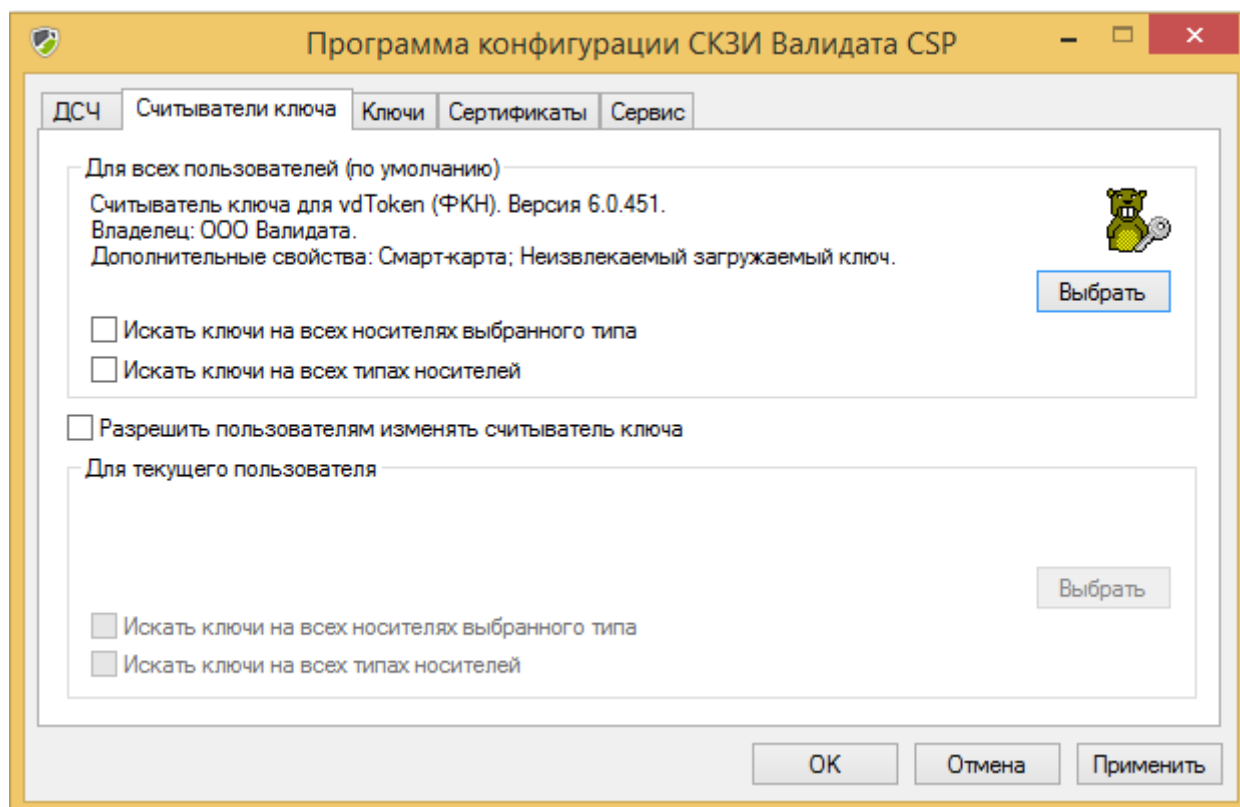 Программа конфигурации СКЗИ Валидата CSP
ДСЧ
Считыватели ключа
Ключи
Сертификаты
Сервис
Для всех пользователей (по умолчанию)
Считыватель ключа для vdToken (ФКН). Версия 6.0.451.
Владелец: ООО Валидата.
Дополнительные свойства: Смарт-карта; Неизвлекаемый загружаемый ключ.
Выбрать
Искать ключи на всех носителях выбранного типа
Искать ключи на всех типах носителей
Разрешить пользователям изменять считыватель ключа
Для текущего пользователя
Выбрать
Искать ключи на всех носителях выбранного типа
Искать ключи на всех типах носителей
OK
Отмена
Применить